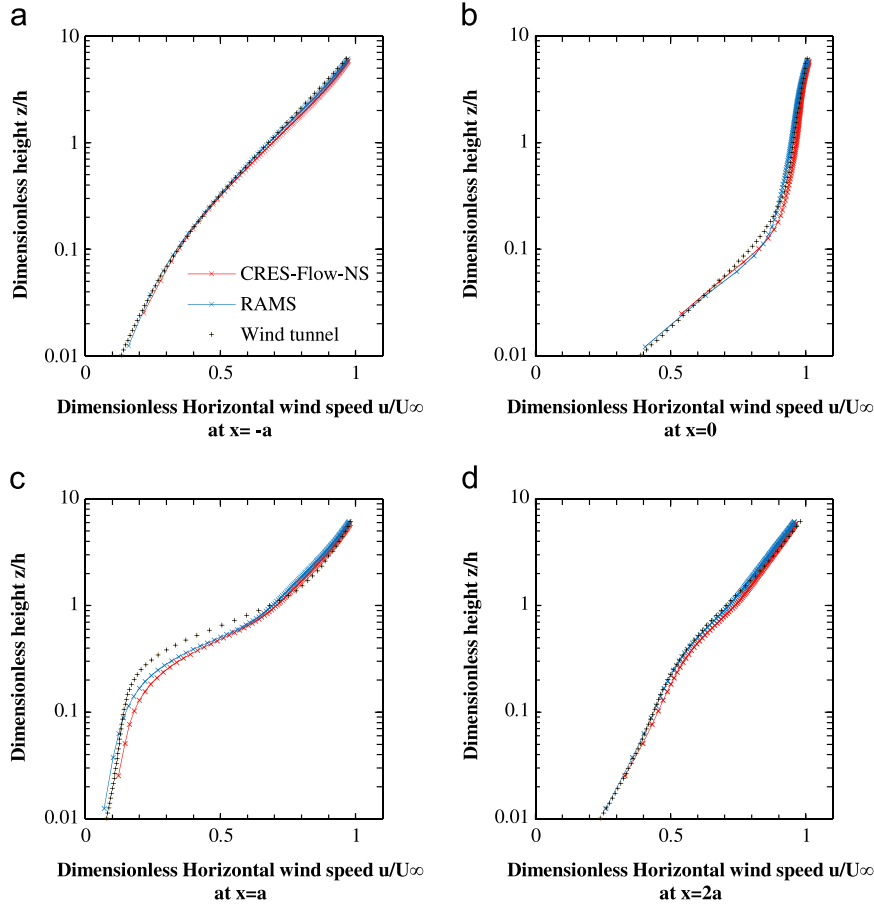 a
10
1
0.1
0.01
0
0.5
1
Dimensionless height z/h
CRES-Flow-NS
RAMS
Wind tunnel
Dimensionless Horizontal wind speed u/U∞
at x= -a
b
10
1
0.1
0.01
0
0.5
1
Dimensionless height z/h
Dimensionless Horizontal wind speed u/U∞
at x=0
c
10
1
0.1
0.01
0
0.5
1
Dimensionless height z/h
Dimensionless Horizontal wind speed u/U∞
at x=a
d
10
1
0.1
0.01
0
0.5
1
Dimensionless height z/h
Dimensionless Horizontal wind speed u/U∞
at x=2a